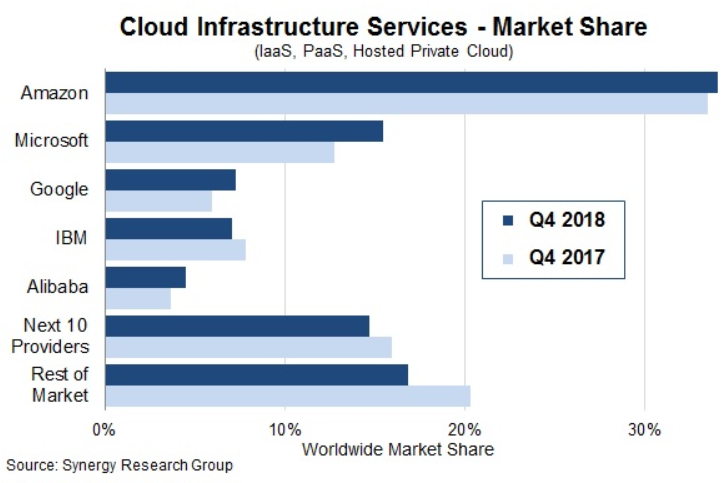 Cloud Infrastructure Services - Market Share
(IaaS, PaaS, Hosted Private Cloud)
Amazon
Microsoft
Google
IBM
Alibaba
Next 10
Providers
Rest of
Market
Q4 2018
Q4 2017
0%
10%
20%
30%
Worldwide Market Share
Source: Synergy Research Group